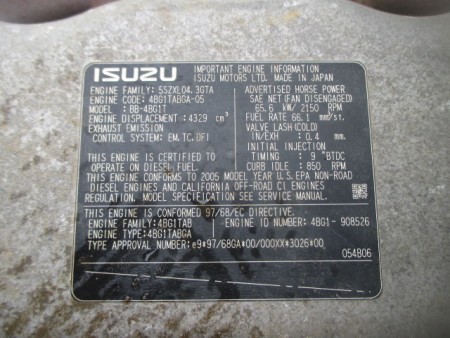 ISUZU IMPORTANT ENGINE INFORMATION
ISUZU MOTORS LTD. MADE IN JAPAN
ENGINE FAMILY: 5SZXL04.3GTA
ENGINE CODE: 4BG1TABGA-05
MODEL: BB-4BG1T
ENGINE DISPLACEMENT: 4329 cm³
EXHAUST EMISSION
CONTROL SYSTEM: EM,TC,DFI
THIS ENGINE IS CERTIFIED TO
OPERATE ON DIESEL FUEL.
ADVERTISED HORSE POWER
SAE NET (FAN DISENGAGED)
65.6 kW/ 2150 RPM
FUEL RATE 66.1 mm³/st
VALVE LASH (COLD)
IN/EXH : 0.4 mm
INITIAL INJECTION
TIMING : 9 °BTDC
CURB IDLE : 850 RPM
THIS ENGINE CONFORMS TO 2005 MODEL YEAR U.S.EPA NON-ROAD
DIESEL ENGINES AND CALIFORNIA OFF-ROAD CI ENGINES
REGULATION. MODEL SPECIFICATION SEE SERVICE MANUAL.
THIS ENGINE IS CONFORMED 97/68/EC DIRECTIVE.
ENGINE FAMILY: 4BG1TAB ENGINE ID NUMBER: 4BG1- 908526
ENGINE TYPE: 4BG1TABGA
TYPE APPROVAL NUMBER: e9*97/68GA*00/000XX*3026*00
054B06